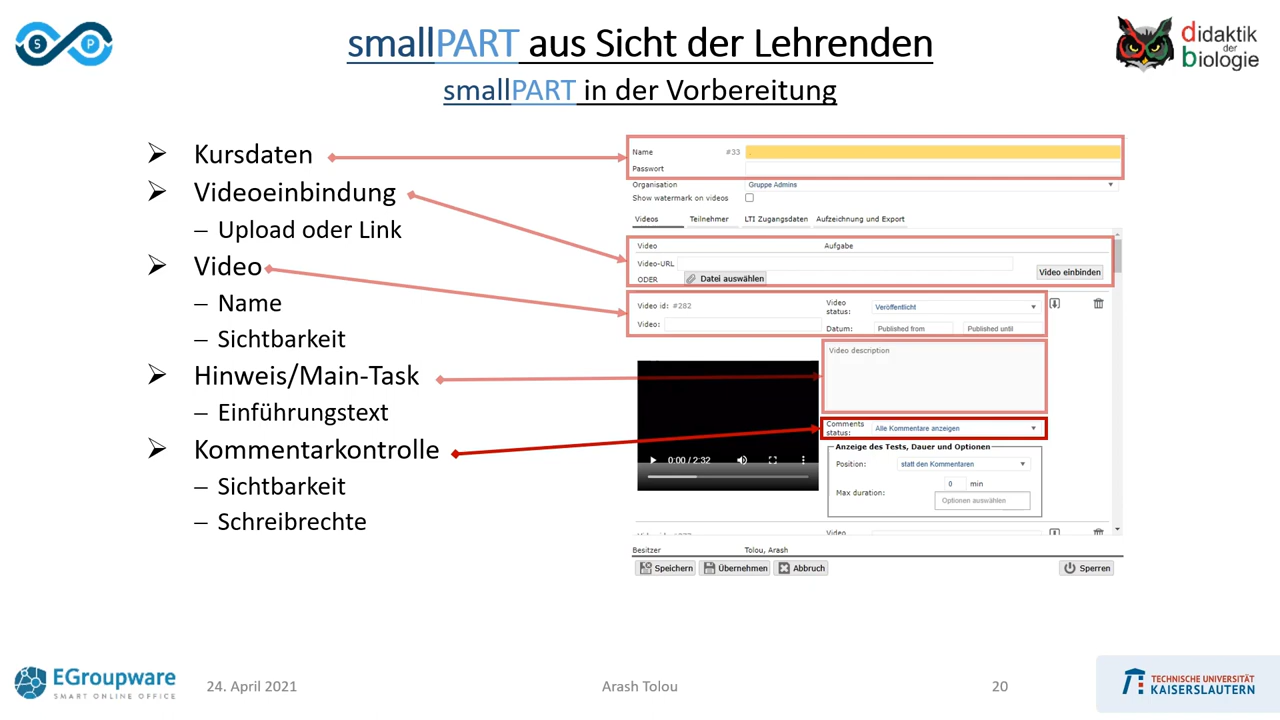 S P
smallPART aus Sicht der Lehrenden
smallPART in der Vorbereitung
didaktik
der
biologie
Kursdaten
Videoeinbindung
– Upload oder Link
Video
– Name
– Sichtbarkeit
Hinweis/Main-Task
– Einführungstext
Kommentarkontrolle
– Sichtbarkeit
– Schreibrechte
Name #33
Passwort
Organisation Gruppe Admins
Show watermark on videos
Videos Teilnehmer LTI Zugangsdaten Aufzeichnung und Export
Video Aufgabe
Video-URL
ODER Datei auswählen Video einbinden
Video id: #282 Video status: Veröffentlicht
Video: Datum: Published from Published until
Video description
Comments status: Alle Kommentare anzeigen
Anzeige des Tests, Dauer und Optionen
Position: statt den Kommentaren
0 min
Max duration:
Optionen auswählen
0:00 / 2:32
Video
Besitzer Tolou, Arash
Speichern Übernehmen Abbruch Sperren
EGroupware
SMART ONLINE OFFICE
24. April 2021 Arash Tolou 20
TECHNISCHE UNIVERSITÄT
KAISERSLAUTERN